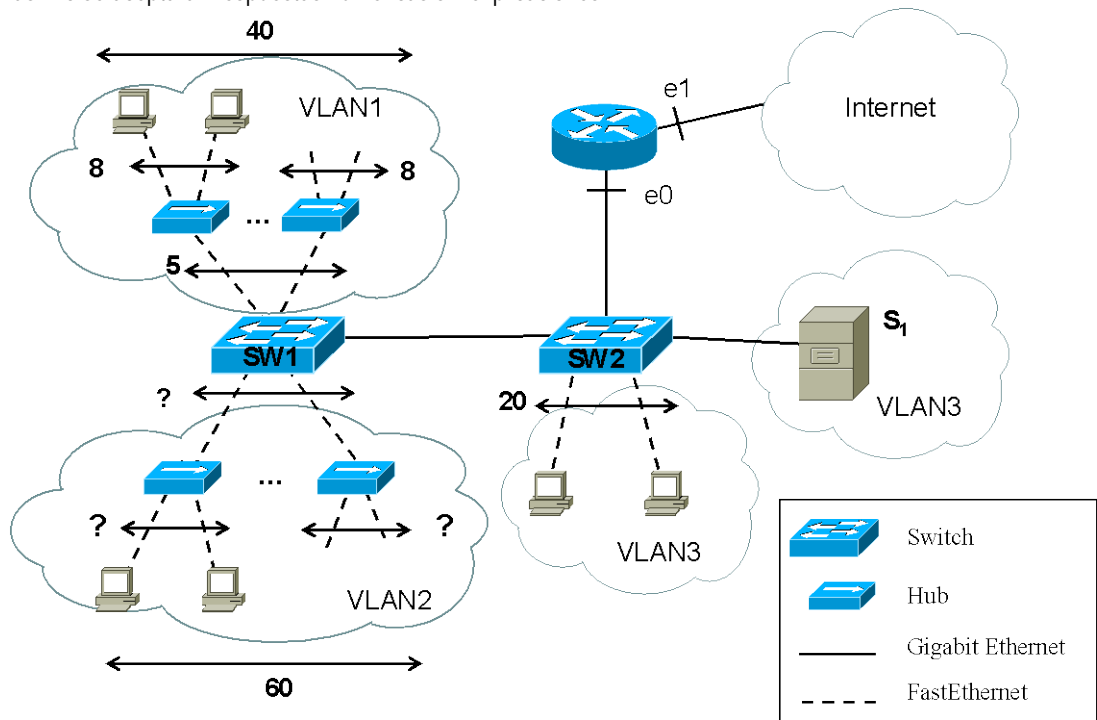 40
VLAN1
8
8
...
5
e1
Internet
e0
SW1
SW2
S1
VLAN3
?
20
...
?
?
VLAN3
VLAN2
60
Switch
Hub
Gigabit Ethernet
FastEthernet